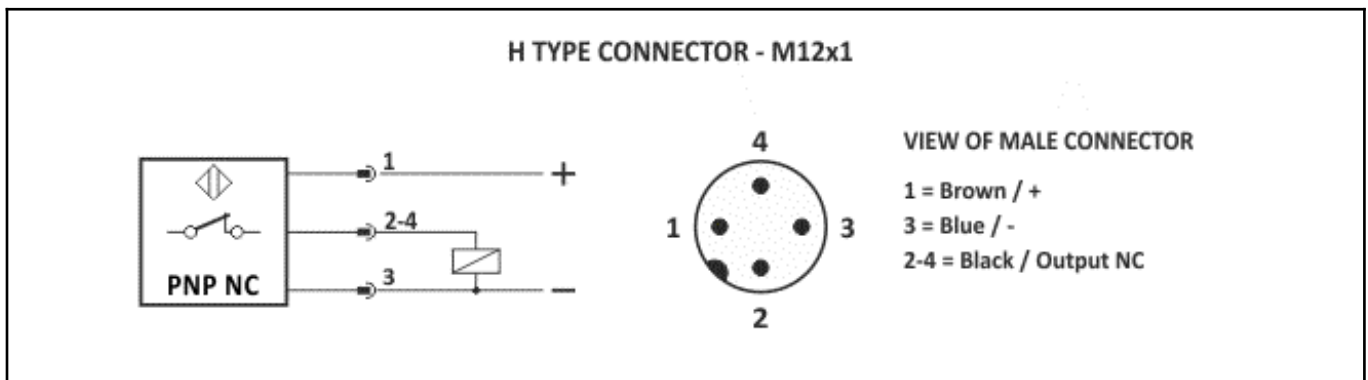 H TYPE CONNECTOR - M12x1
1
+
2-4
3
−
PNP NC
4
1
3
2
VIEW OF MALE CONNECTOR
1 = Brown / +
3 = Blue / -
2-4 = Black / Output NC